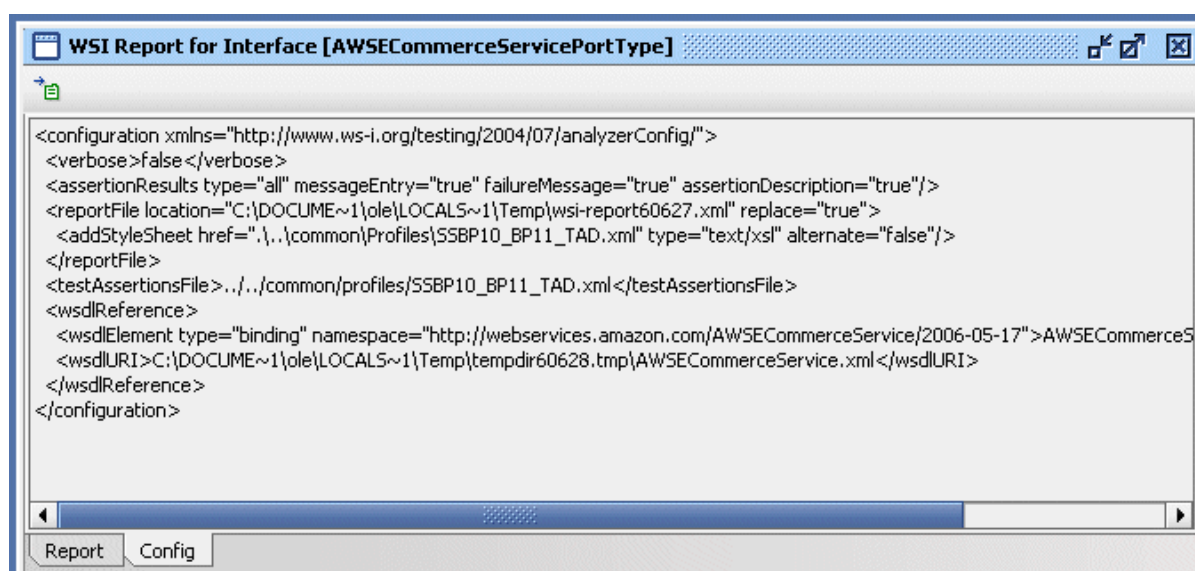 WSI Report for Interface [AWSECommerceServicePortType]
<configuration xmlns="http://www.ws-i.org/testing/2004/07/analyzerConfig/">
<verbose>false</verbose>
<assertionResults type="all" messageEntry="true" failureMessage="true" assertionDescription="true"/>
<reportFile location="C:\DOCUME~1\ole\LOCALS~1\Temp\wsi-report60627.xml" replace="true">
<addStyleSheet href=".\..\common\Profiles\SSBP10_BP11_TAD.xml" type="text/xsl" alternate="false"/>
</reportFile>
<testAssertionsFile>../../common/profiles/SSBP10_BP11_TAD.xml</testAssertionsFile>
<wsdlReference>
<wsdlElement type="binding" namespace="http://webservices.amazon.com/AWSECommerceService/2006-05-17">AWSECommerceS
<wsdlURI>C:\DOCUME~1\ole\LOCALS~1\Temp\tempdir60628.tmp\AWSECommerceService.xml</wsdlURI>
</wsdlReference>
</configuration>
Report Config